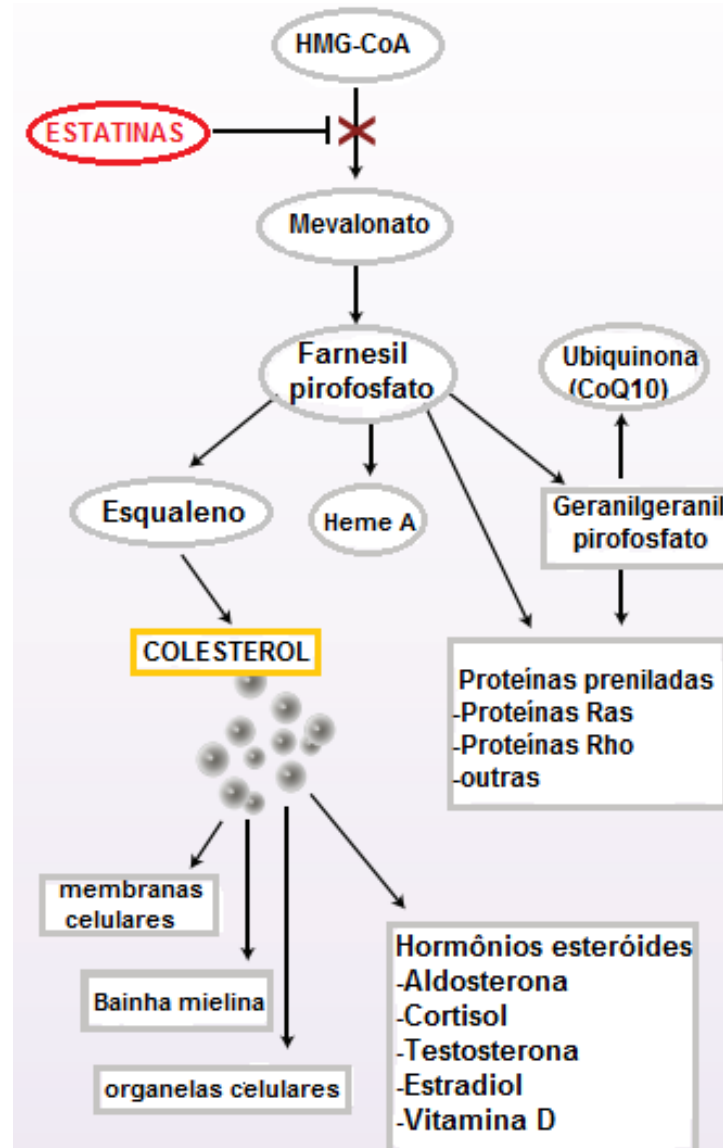 HMG-CoA
ESTATINAS
Mevalonato
Farnesil
pirofosfato
Ubiquinona
(CoQ10)
Esqualeno
Heme A
Geranilgeranil
pirofosfato
COLESTEROL
Proteínas preniladas
-Proteínas Ras
-Proteínas Rho
-outras
membranas
celulares
Bainha mielina
organelas celulares
Hormônios esteróides
-Aldosterona
-Cortisol
-Testosterona
-Estradiol
-Vitamina D